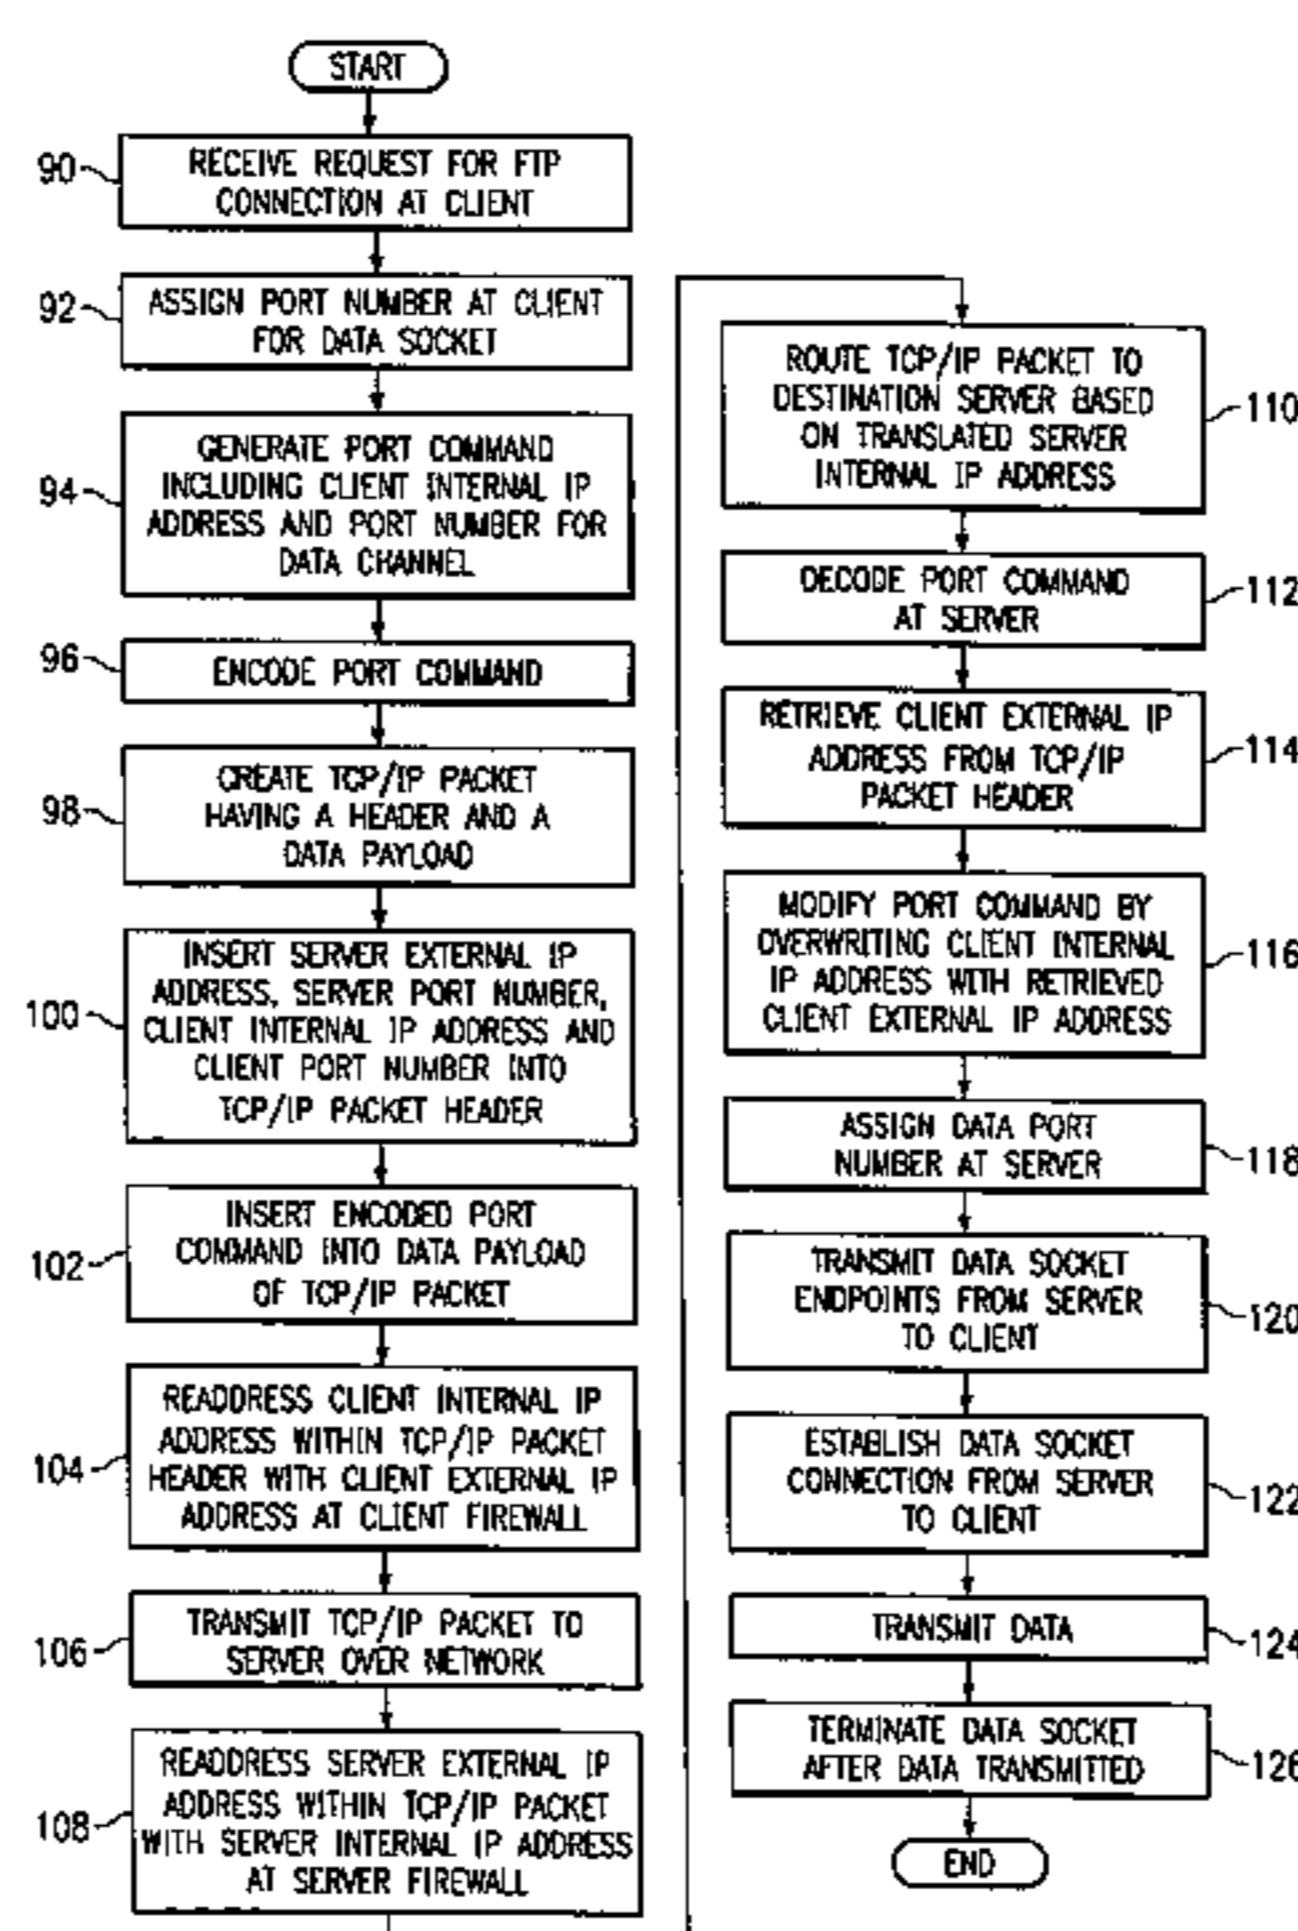 START
90
RECEIVE REQUEST FOR FTP
CONNECTION AT CLIENT
92
ASSIGN PORT NUMBER AT CLIENT
FOR DATA SOCKET
94
GENERATE PORT COMMAND
INCLUDING CLIENT INTERNAL IP
ADDRESS AND PORT NUMBER FOR
DATA CHANNEL
96
ENCODE PORT COMMAND
98
CREATE TCP/IP PACKET
HAVING A HEADER AND A
DATA PAYLOAD
100
INSERT SERVER EXTERNAL IP
ADDRESS, SERVER PORT NUMBER,
CLIENT INTERNAL IP ADDRESS AND
CLIENT PORT NUMBER INTO
TCP/IP PACKET HEADER
102
INSERT ENCODED PORT
COMMAND INTO DATA PAYLOAD
OF TCP/IP PACKET
104
READDRESS CLIENT INTERNAL IP
ADDRESS WITHIN TCP/IP PACKET
HEADER WITH CLIENT EXTERNAL IP
ADDRESS AT CLIENT FIREWALL
106
TRANSMIT TCP/IP PACKET TO
SERVER OVER NETWORK
108
READDRESS SERVER EXTERNAL IP
ADDRESS WITHIN TCP/IP PACKET
WITH SERVER INTERNAL IP ADDRESS
AT SERVER FIREWALL
ROUTE TCP/IP PACKET TO
DESTINATION SERVER BASED
ON TRANSLATED SERVER
INTERNAL IP ADDRESS
110
DECODE PORT COMMAND
AT SERVER
112
RETRIEVE CLIENT EXTERNAL IP
ADDRESS FROM TCP/IP
PACKET HEADER
114
MODIFY PORT COMMAND BY
OVERWRITING CLIENT INTERNAL
IP ADDRESS WITH RETRIEVED
CLIENT EXTERNAL IP ADDRESS
116
ASSIGN DATA PORT
NUMBER AT SERVER
118
TRANSMIT DATA SOCKET
ENDPOINTS FROM SERVER
TO CLIENT
120
ESTABLISH DATA SOCKET
CONNECTION FROM SERVER
TO CLIENT
122
TRANSMIT DATA
124
TERMINATE DATA SOCKET
AFTER DATA TRANSMITTED
126
END